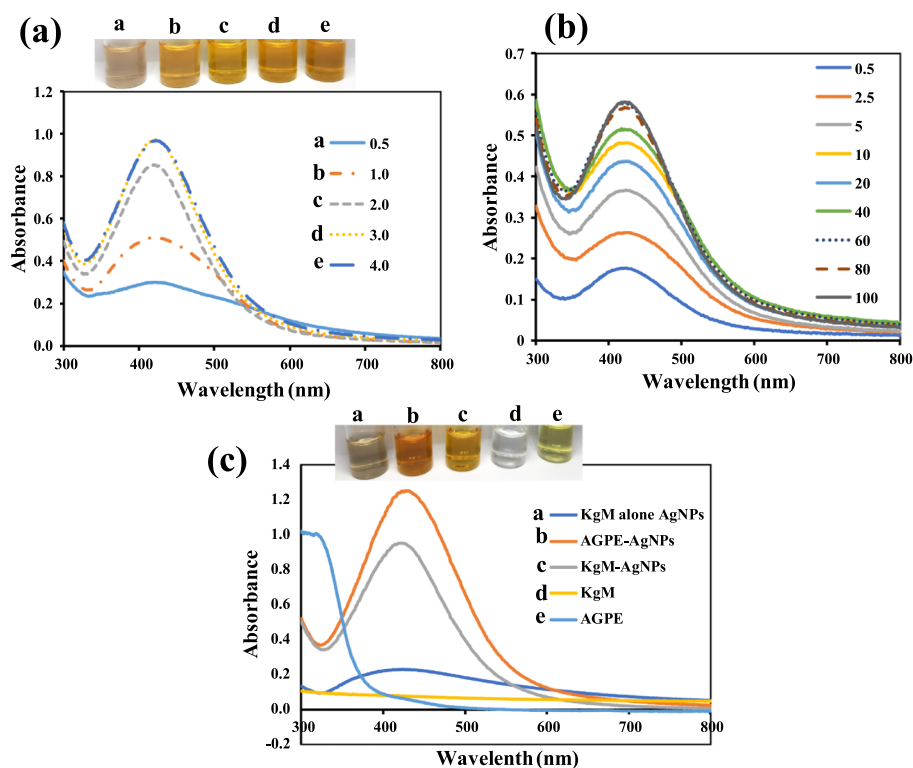 (a)
a b c d e
1.2
1.0
0.8
0.6
0.4
0.2
0.0
300 400 500 600 700 800
Absorbance
Wavelength (nm)
a 0.5
b 1.0
c 2.0
d 3.0
e 4.0
(b)
0.7
0.6
0.5
0.4
0.3
0.2
0.1
0
300 400 500 600 700 800
Absorbance
Wavelength (nm)
0.5
2.5
5
10
20
40
60
80
100
(c)
a b c d e
1.4
1.2
1.0
0.8
0.6
0.4
0.2
0.0
-0.2
300 400 500 600 700 800
Absorbance
Wavelenth (nm)
a KgM alone AgNPs
b AGPE-AgNPs
c KgM-AgNPs
d KgM
e AGPE